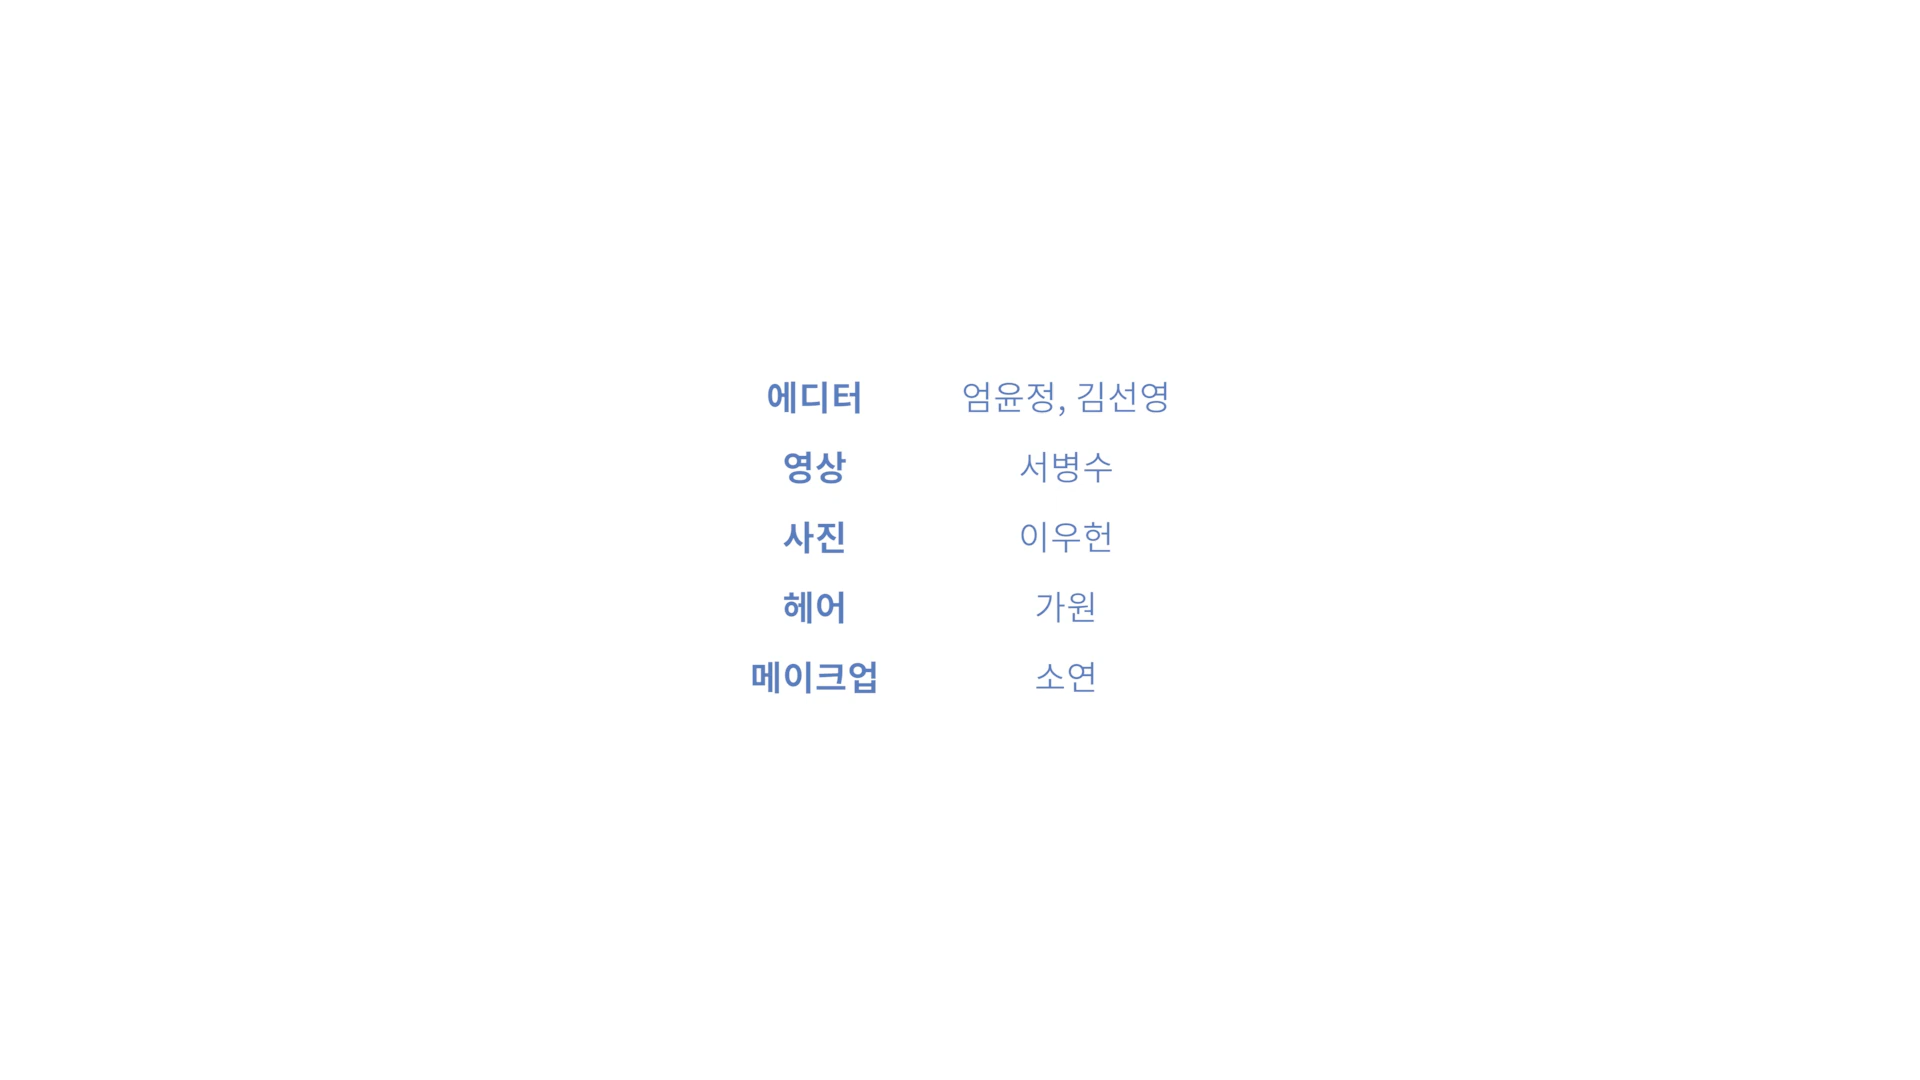 에디터 엄윤정, 김선영
영상 서병수
사진 이우헌
헤어 가원
메이크업 소연